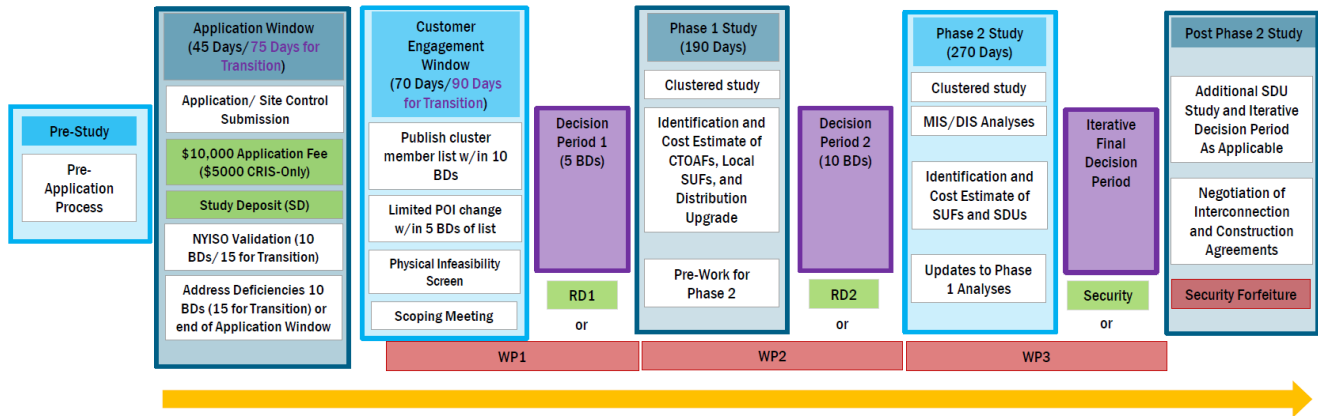 Pre-Study
Pre-
Application
Process
Application Window
(45 Days/75 Days for
Transition)
Application/ Site Control
Submission
$10,000 Application Fee
($5000 CRIS-Only)
Study Deposit (SD)
NYISO Validation (10
BDs/ 15 for Transition)
Address Deficiencies 10
BDs (15 for Transition) or
end of Application Window
Customer
Engagement
Window
(70 Days/90 Days
for Transition)
Publish cluster
member list w/in 10
BDs
Limited POI change
w/in 5 BDs of list
Physical Infeasibility
Screen
Scoping Meeting
Decision
Period 1
(5 BDs)
RD1
or
WP1
Phase 1 Study
(190 Days)
Clustered study
Identification and
Cost Estimate of
CTOAFs, Local
SUFs, and
Distribution
Upgrade
Pre-Work for
Phase 2
Decision
Period 2
(10 BDs)
RD2
or
WP2
Phase 2 Study
(270 Days)
Clustered study
MIS/DIS Analyses
Identification and
Cost Estimate of
SUFs and SDUs
Updates to Phase
1 Analyses
Iterative
Final
Decision
Period
Security
or
WP3
Post Phase 2 Study
Additional SDU
Study and Iterative
Decision Period
As Applicable
Negotiation of
Interconnection
and Construction
Agreements
Security Forfeiture